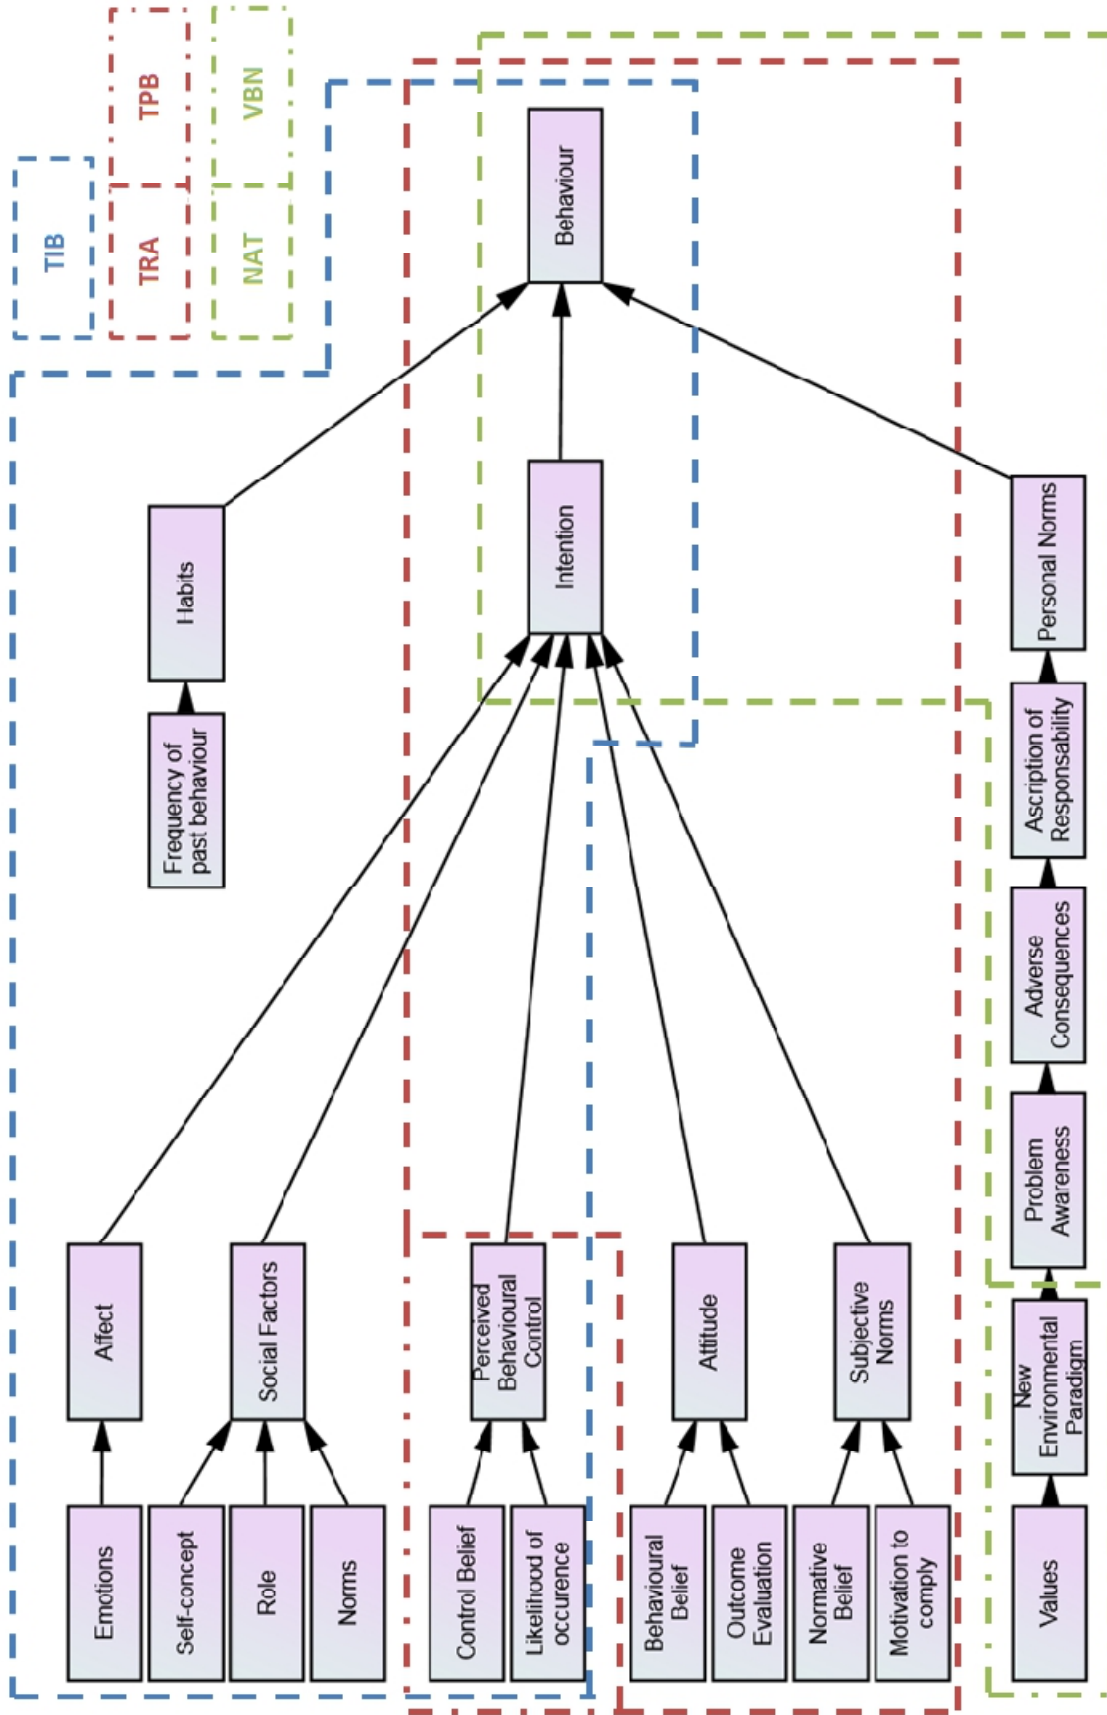 TIB
TRA
TPB
NAT
VBN
Emotions
Affect
Self-concept
Role
Norms
Social Factors
Frequency of
past behaviour
Habits
Control Belief
Likelihood of
occurence
Perceived
Behavioural
Control
Intention
Behaviour
Behavioural
Belief
Outcome
Evaluation
Attitude
Normative
Belief
Motivation to
comply
Subjective
Norms
Values
New
Environmental
Paradigm
Problem
Awareness
Adverse
Consequences
Ascription of
Responsability
Personal Norms